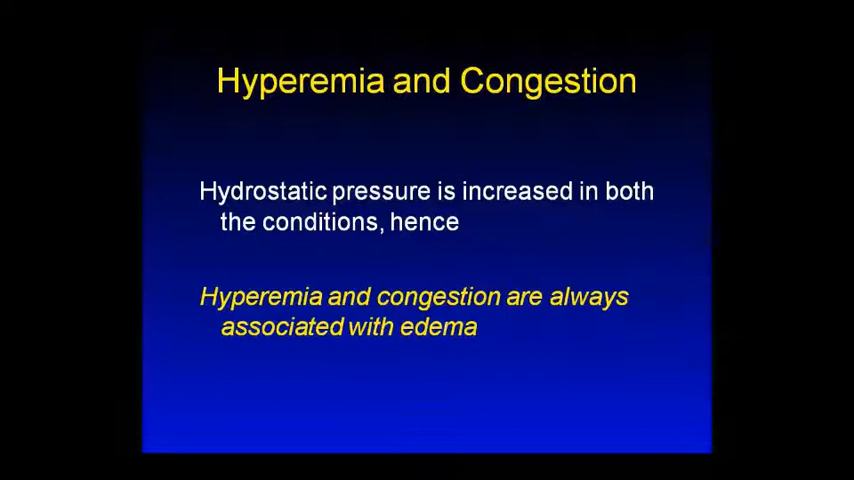 Hyperemia and Congestion
Hydrostatic pressure is increased in both
the conditions, hence
Hyperemia and congestion are always
associated with edema